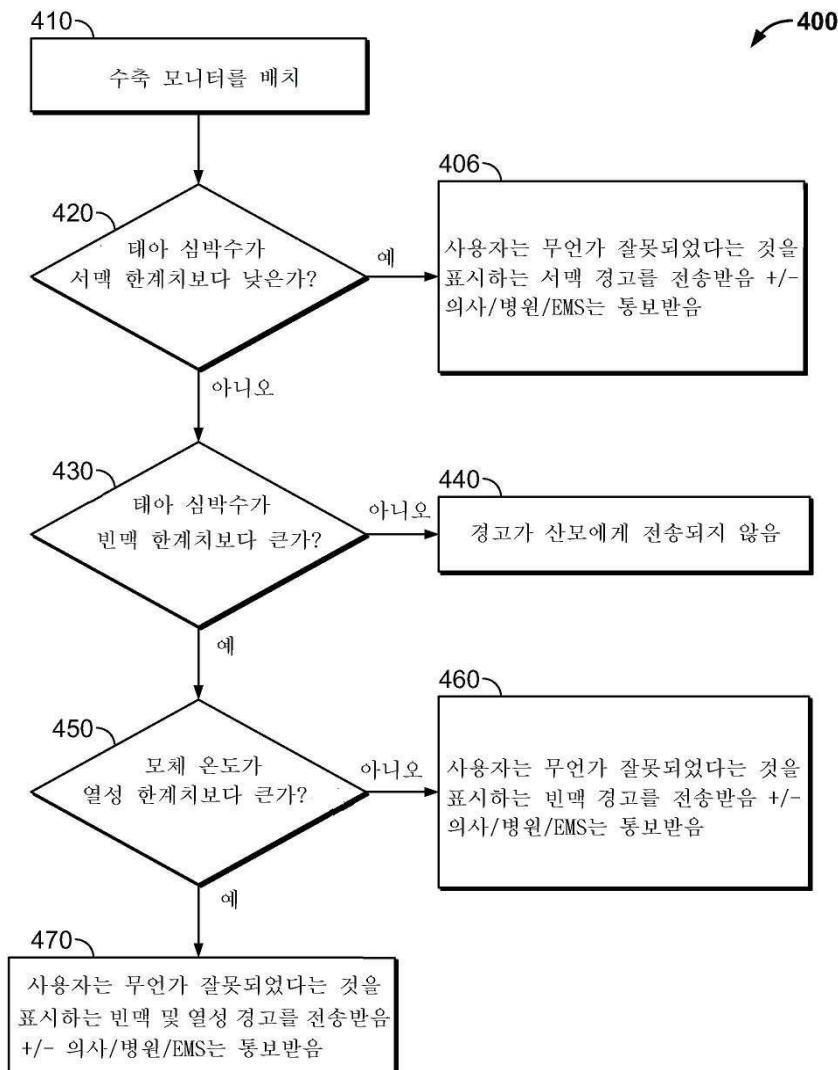 400
410
수축 모니터를 배치
420
태아 심박수가
서맥 한계치보다 낮은가?
예
아니오
406
사용자는 무언가 잘못되었다는 것을
표시하는 서맥 경고를 전송받음 +/-
의사/병원/EMS는 통보받음
430
태아 심박수가
빈맥 한계치보다 큰가?
아니오
예
440
경고가 산모에게 전송되지 않음
450
모체 온도가
열성 한계치보다 큰가?
아니오
예
460
사용자는 무언가 잘못되었다는 것을
표시하는 빈맥 경고를 전송받음 +/-
의사/병원/EMS는 통보받음
470
사용자는 무언가 잘못되었다는 것을
표시하는 빈맥 및 열성 경고를 전송받음
+/- 의사/병원/EMS는 통보받음